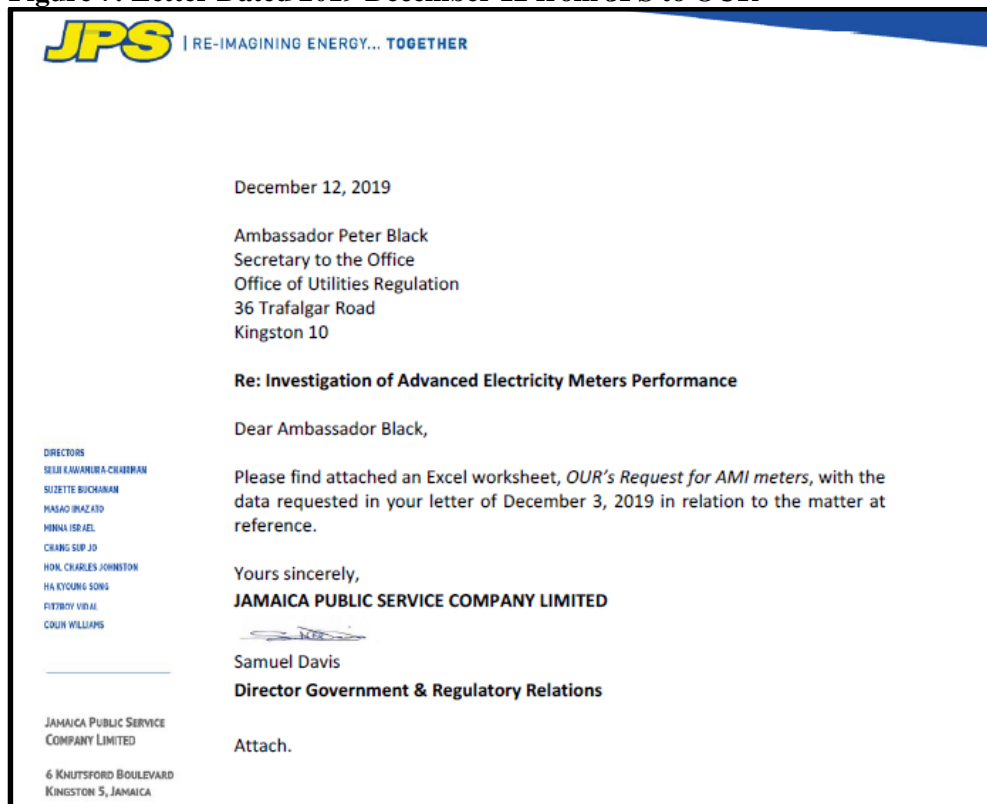 JPS | RE-IMAGINING ENERGY... TOGETHER
December 12, 2019
Ambassador Peter Black
Secretary to the Office
Office of Utilities Regulation
36 Trafalgar Road
Kingston 10
Re: Investigation of Advanced Electricity Meters Performance
Dear Ambassador Black,
Please find attached an Excel worksheet, OUR's Request for AMI meters, with the
data requested in your letter of December 3, 2019 in relation to the matter at
reference.
Yours sincerely,
JAMAICA PUBLIC SERVICE COMPANY LIMITED
Samuel Davis
Director Government & Regulatory Relations
Attach.
DIRECTORS
SEIJI KAWAMURA-CHAIRMAN
SUZETTE BUCHANAN
MASAO IMAZATO
MINNA ISRAEL
CHANG SUP JO
HON. CHARLES JOHNSTON
HA KYOUNG SONG
FITZROY VIDAL
COLIN WILLIAMS
JAMAICA PUBLIC SERVICE
COMPANY LIMITED
6 KNUTSFORD BOULEVARD
KINGSTON 5, JAMAICA